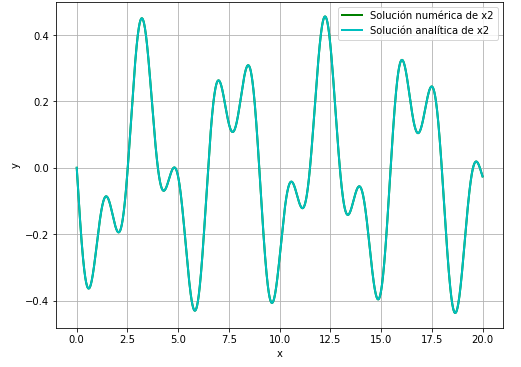 Solución numérica de x2
Solución analítica de x2
0.4
0.2
0.0
−0.2
−0.4
y
0.0 2.5 5.0 7.5 10.0 12.5 15.0 17.5 20.0
x